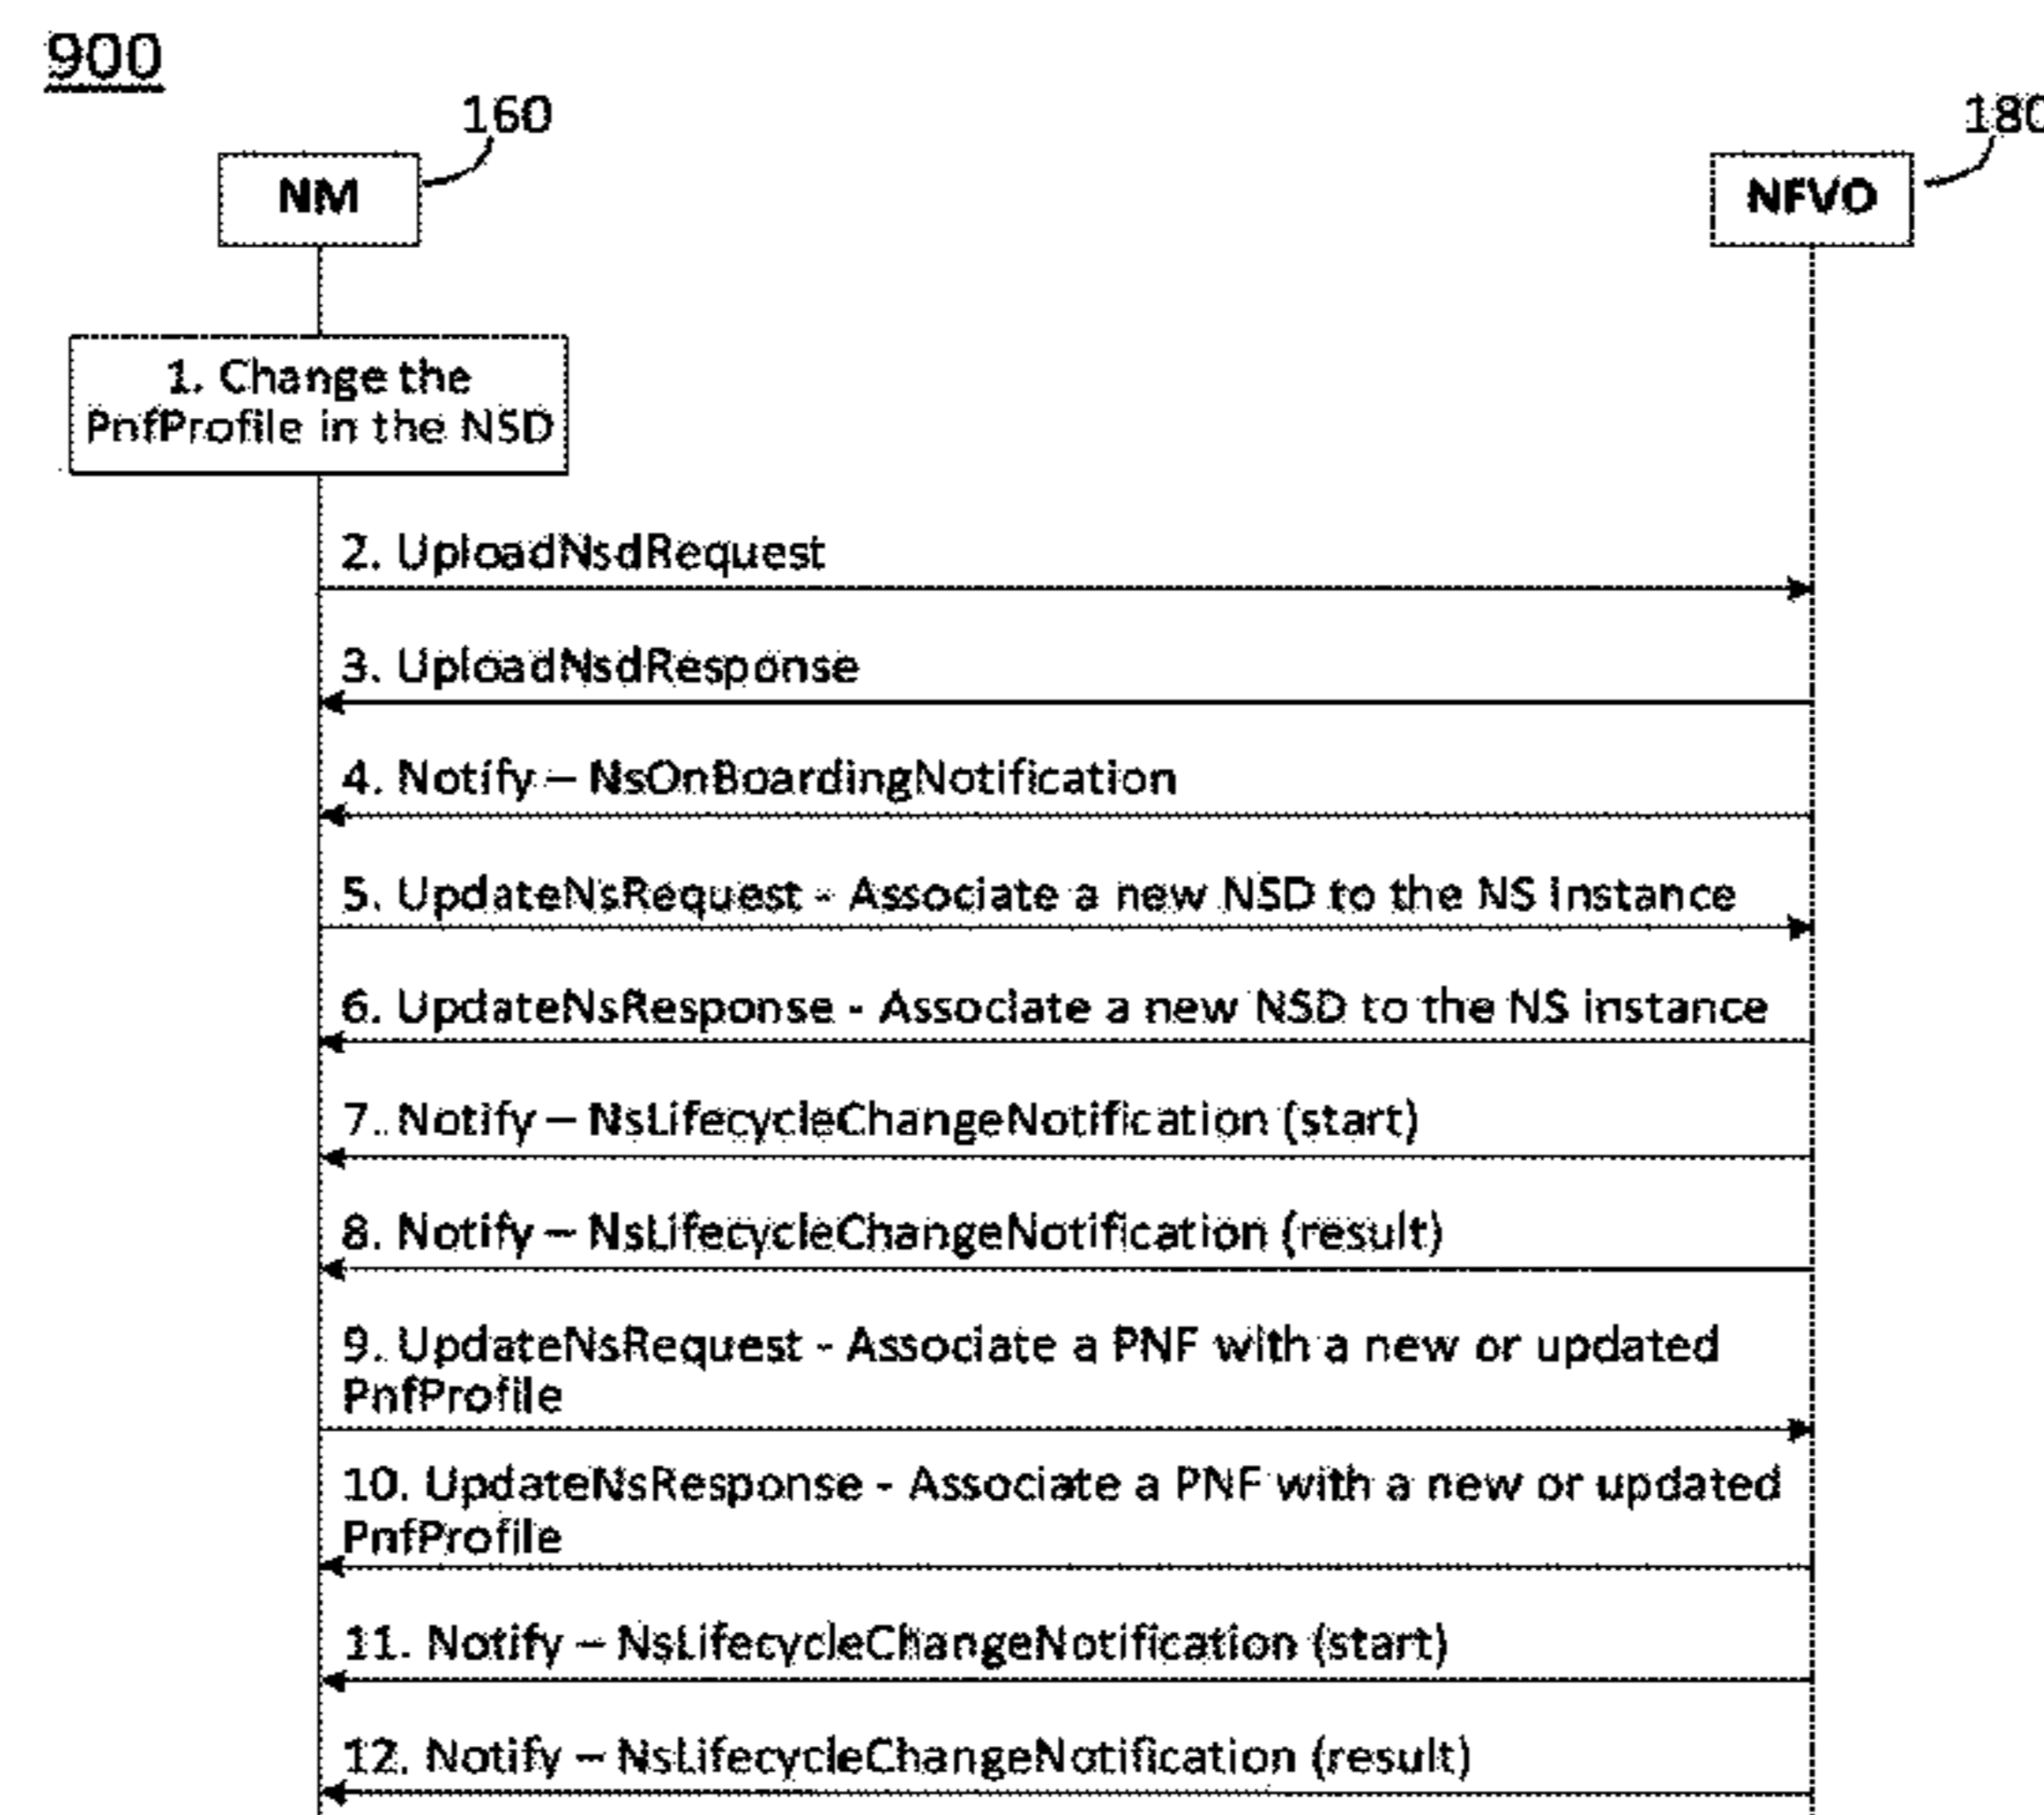 900
160
180
NM
NFVO
1. Change the
PnfProfile in the NSD
2. UploadNsdRequest
3. UploadNsdResponse
4. Notify – NsOnBoardingNotification
5. UpdateNsRequest - Associate a new NSD to the NS instance
6. UpdateNsResponse - Associate a new NSD to the NS instance
7. Notify – NsLifecycleChangeNotification (start)
8. Notify – NsLifecycleChangeNotification (result)
9. UpdateNsRequest - Associate a PNF with a new or updated
PnfProfile
10. UpdateNsResponse - Associate a PNF with a new or updated
PnfProfile
11. Notify – NsLifecycleChangeNotification (start)
12. Notify – NsLifecycleChangeNotification (result)